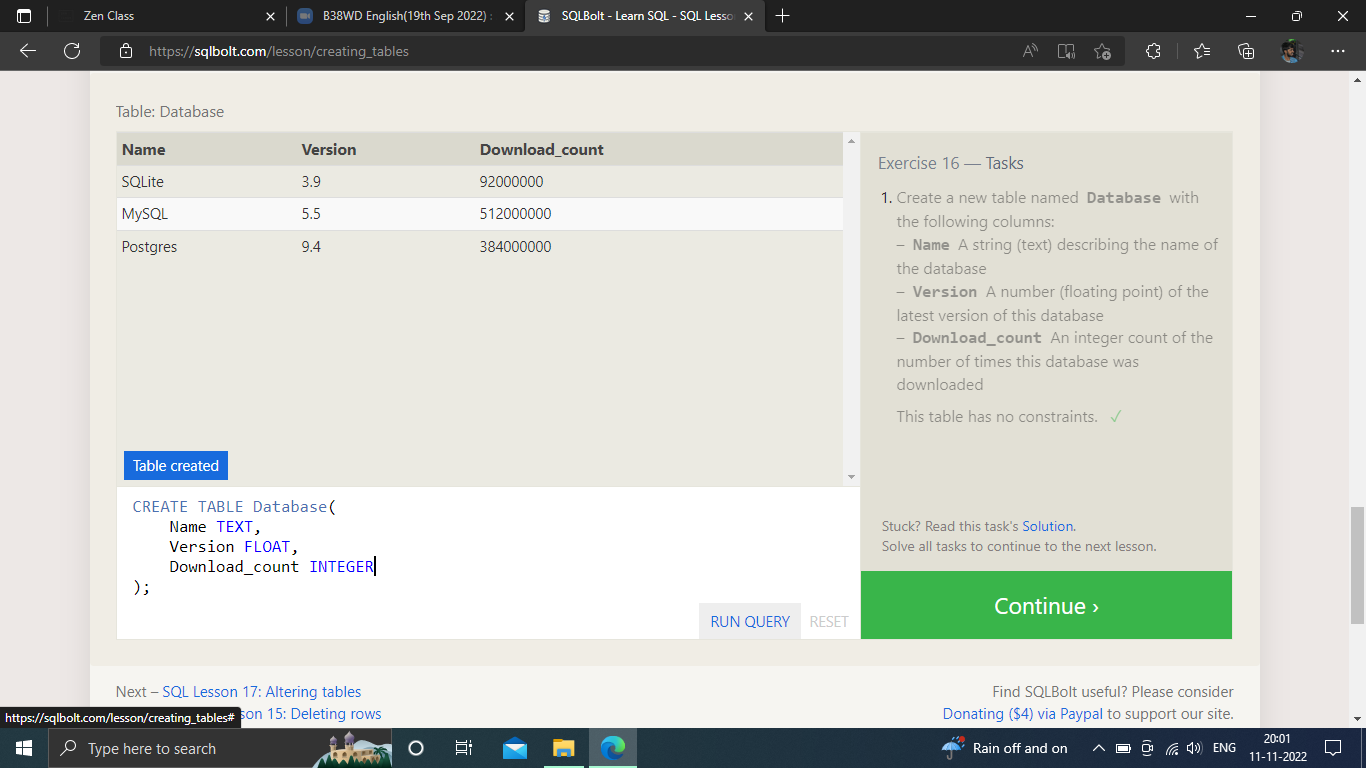 Zen Class
B38WD English(19th Sep 2022) :
SQLBolt - Learn SQL - SQL Lesso
https://sqlbolt.com/lesson/creating_tables
Table: Database
Name Version Download_count
SQLite 3.9 92000000
MySQL 5.5 512000000
Postgres 9.4 384000000
Table created
CREATE TABLE Database(
Name TEXT,
Version FLOAT,
Download_count INTEGER
);
RUN QUERY RESET
Exercise 16 — Tasks
1. Create a new table named Database with
the following columns:
– Name A string (text) describing the name of
the database
– Version A number (floating point) of the
latest version of this database
– Download_count An integer count of the
number of times this database was
downloaded
This table has no constraints. ✓
Stuck? Read this task's Solution.
Solve all tasks to continue to the next lesson.
Continue ›
Next – SQL Lesson 17: Altering tables
son 15: Deleting rows
Find SQLBolt useful? Please consider
Donating ($4) via Paypal to support our site.
https://sqlbolt.com/lesson/creating_tables#
Type here to search
Rain off and on
ENG
20:01
11-11-2022